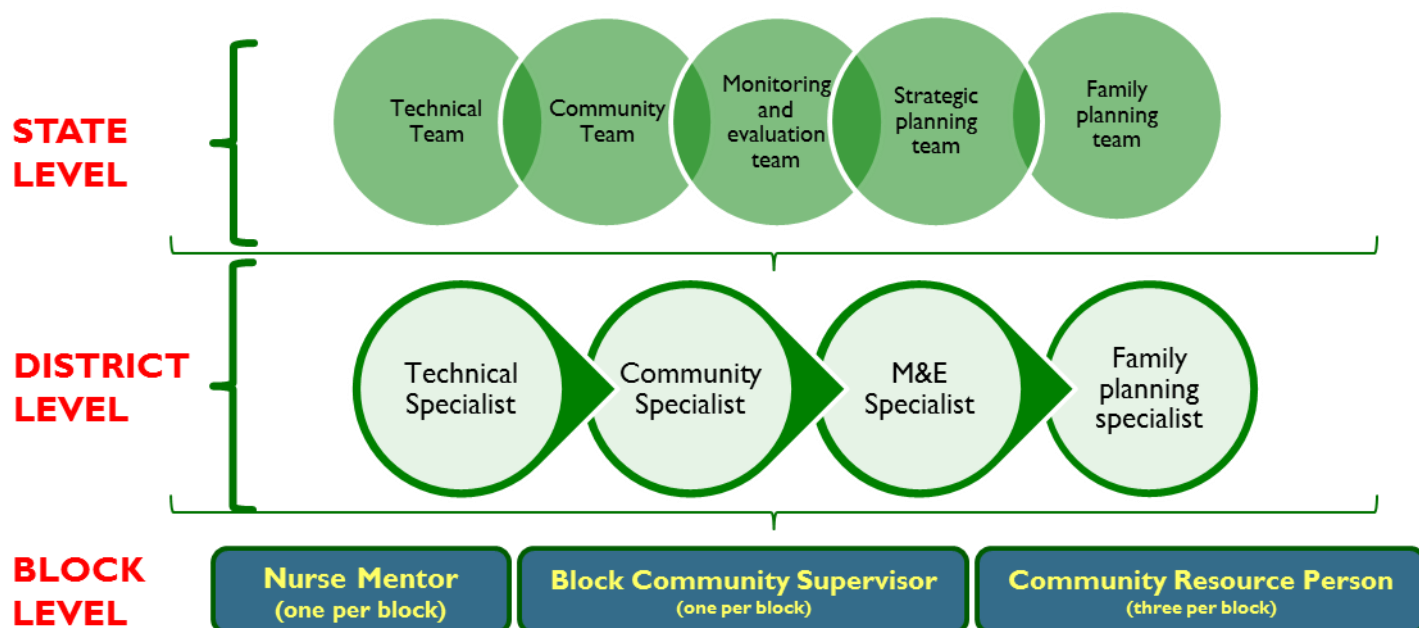 STATE
LEVEL
Technical
Team
Community
Team
Monitoring
and
evaluation
team
Strategic
planning
team
Family
planning
team
DISTRICT
LEVEL
Technical
Specialist
Community
Specialist
M&E
Specialist
Family
planning
specialist
BLOCK
LEVEL
Nurse Mentor
(one per block)
Block Community Supervisor
(one per block)
Community Resource Person
(three per block)